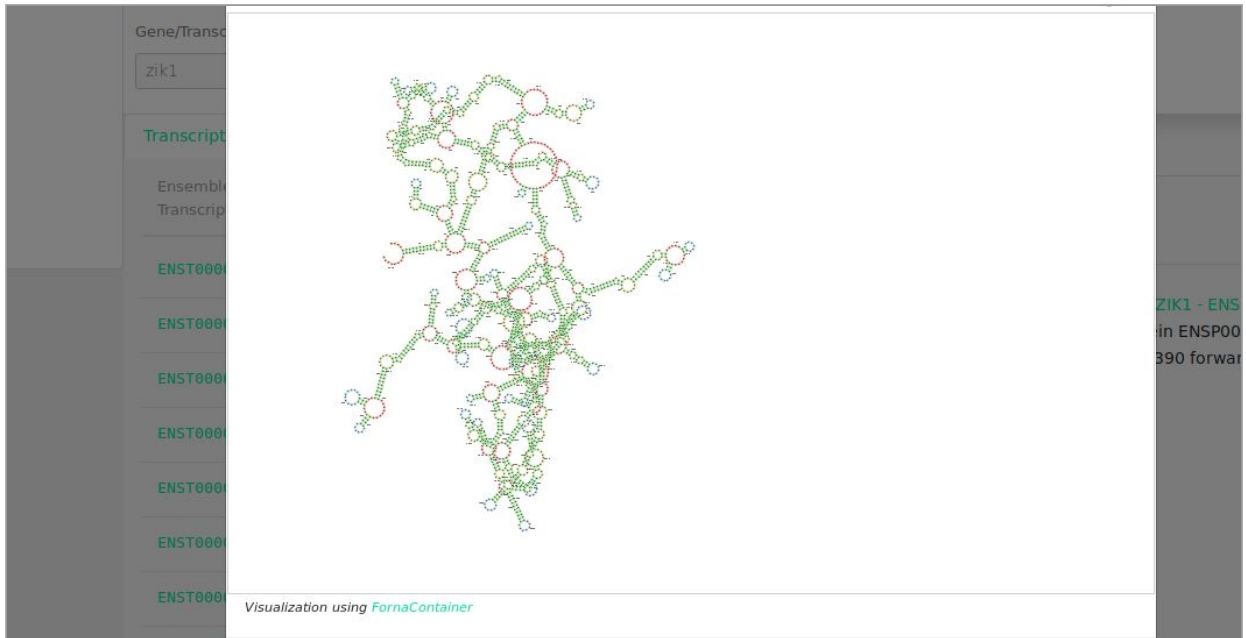 Gene/Transc
zik1
Transcript
Ensemble
Transcrip
ENST000
ENST000
ENST000
ENST000
ENST000
ENST000
ENST000
ZIK1 - ENS
in ENSP00
390 forwar
Visualization using FornaContainer